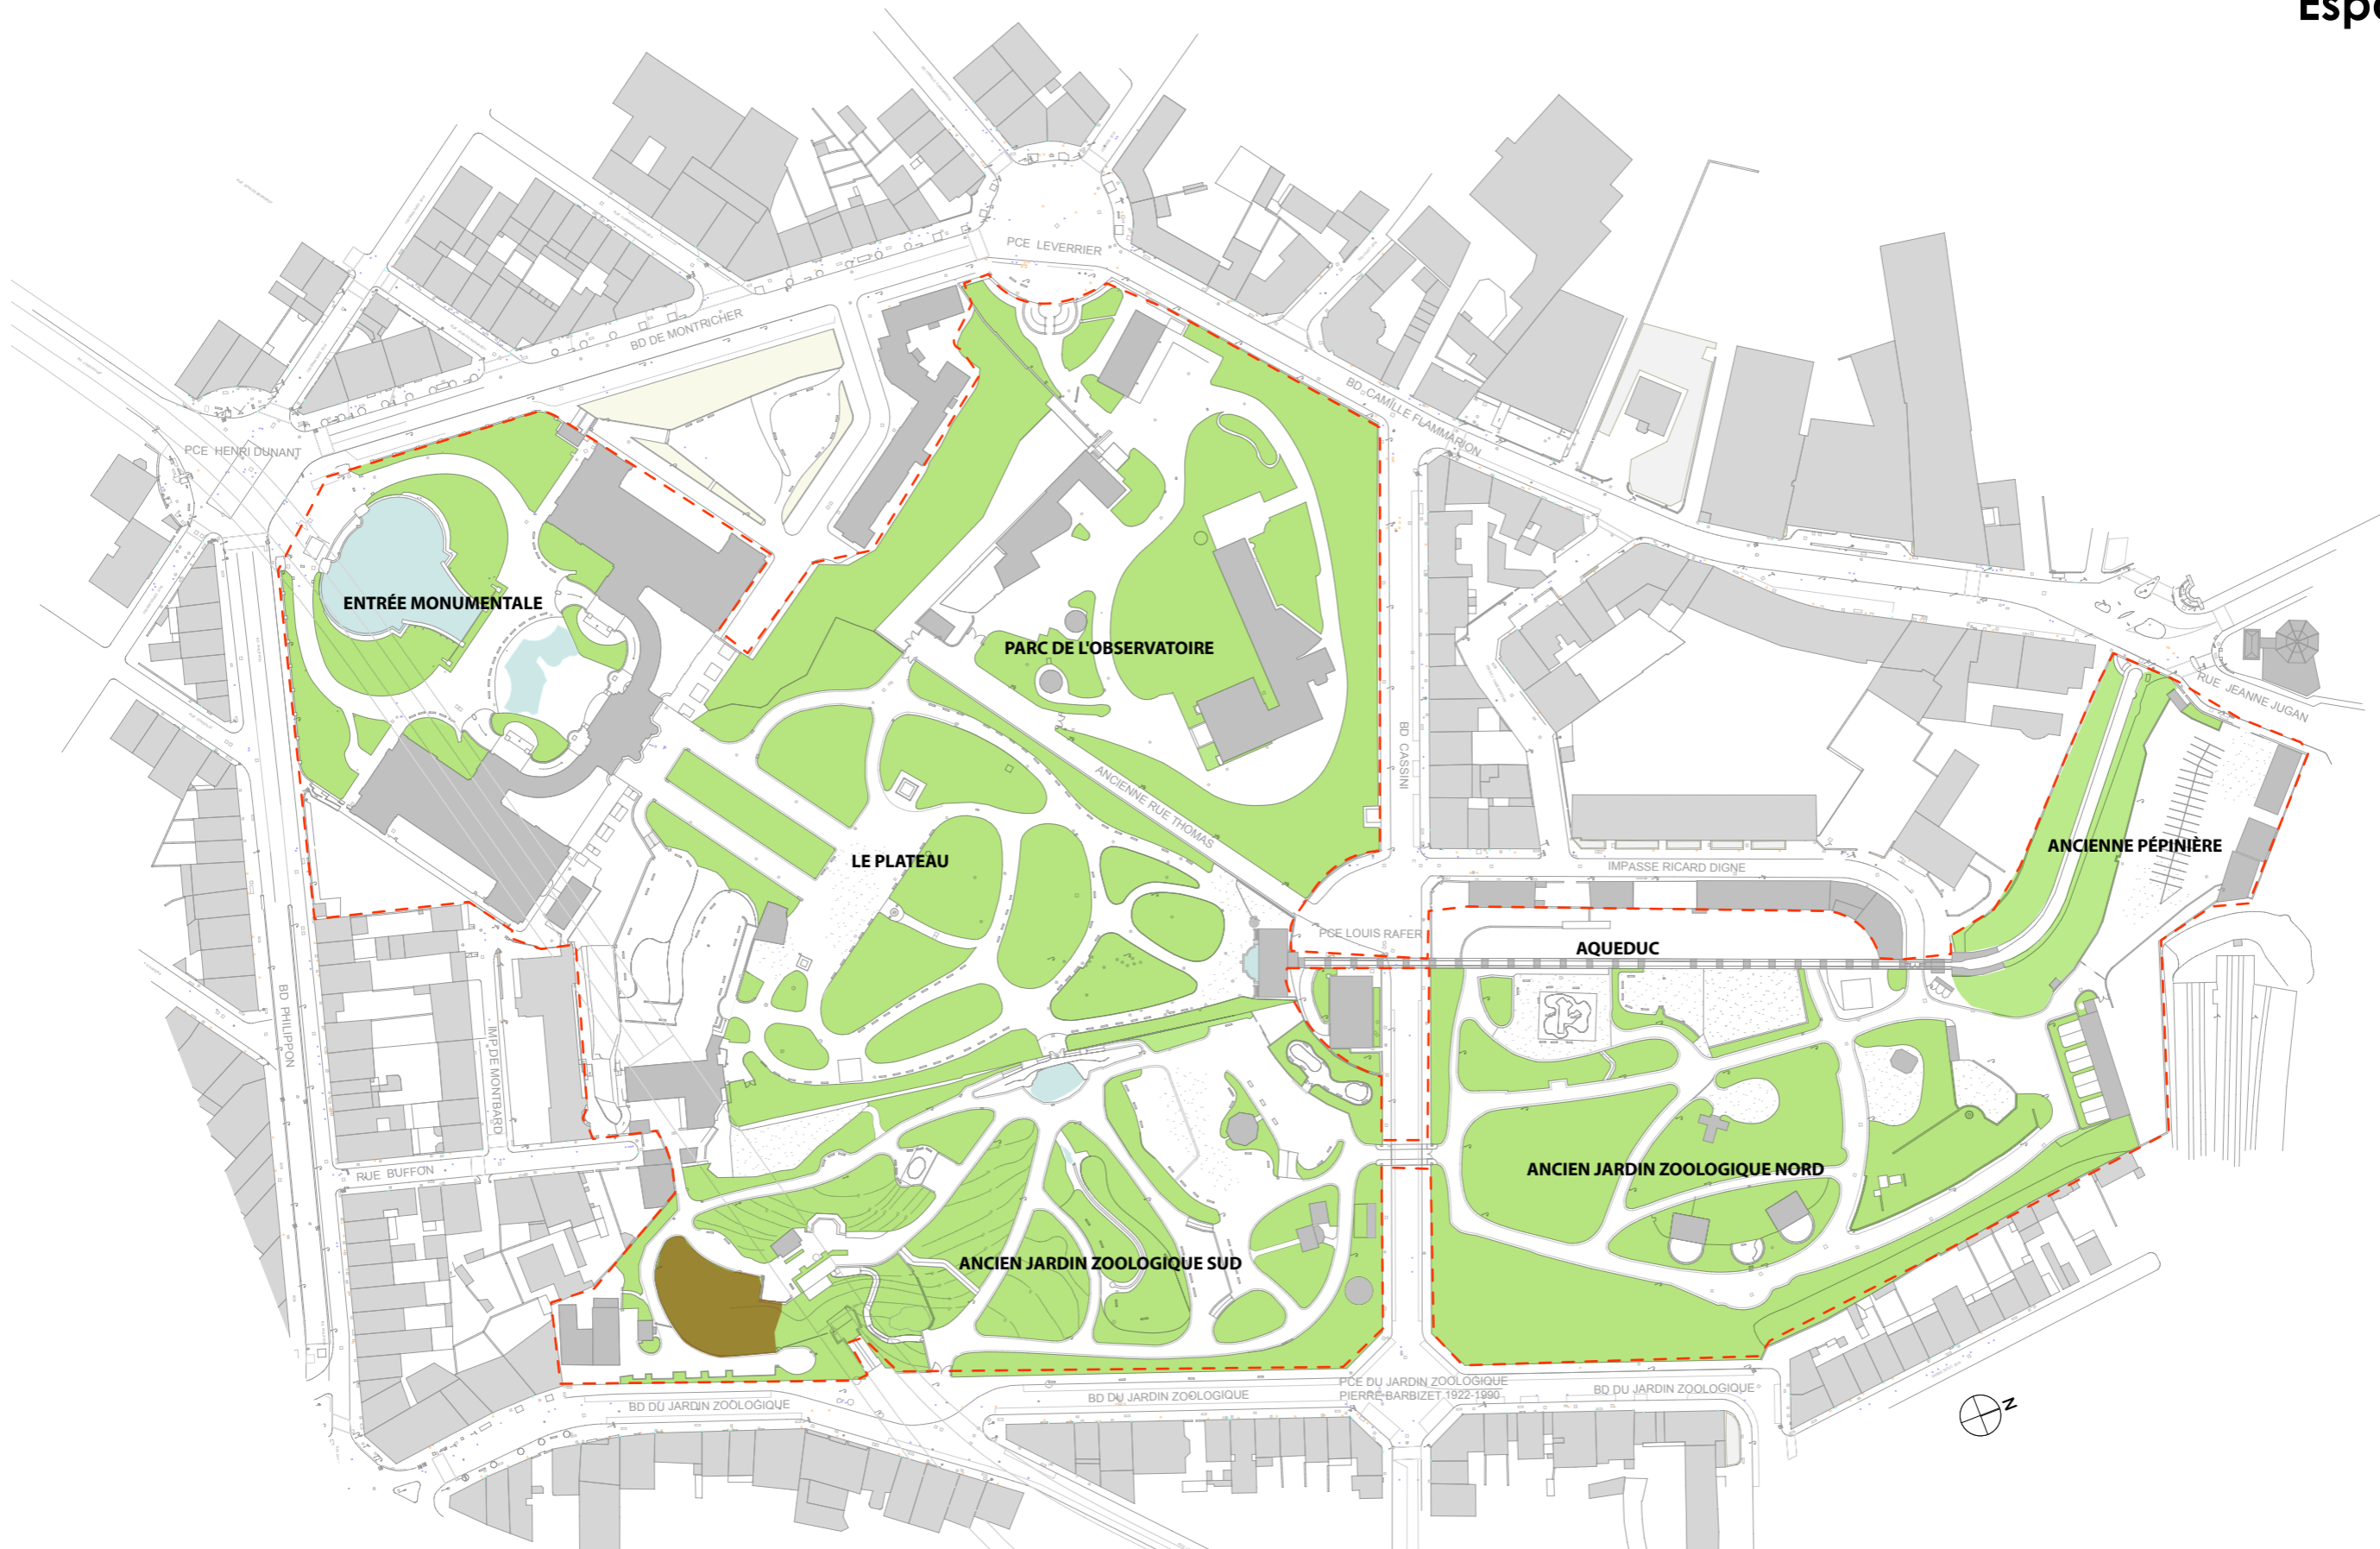 Espa
PCE LEVERRIER
BD DE MONTRICHER
BD CAMILLE FLAMMARION
PCE HENRI DUNANT
ENTRÉE MONUMENTALE
PARC DE L'OBSERVATOIRE
RUE JEANNE JUGAN
BD CASSINI
ANCIENNE RUE THOMAS
LE PLATEAU
ANCIENNE PÉPINIÈRE
IMPASSE RICARD DIGNE
PCE LOUIS RAFER
AQUEDUC
BD PHILIPPON
IMP DE MONTBARD
RUE BUFFON
ANCIEN JARDIN ZOOLOGIQUE NORD
ANCIEN JARDIN ZOOLOGIQUE SUD
BD DU JARDIN ZOOLOGIQUE
BD DU JARDIN ZOOLOGIQUE
PCE DU JARDIN ZOOLOGIQUE
PIERRE BARBIZET 1922-1990
BD DU JARDIN ZOOLOGIQUE
N